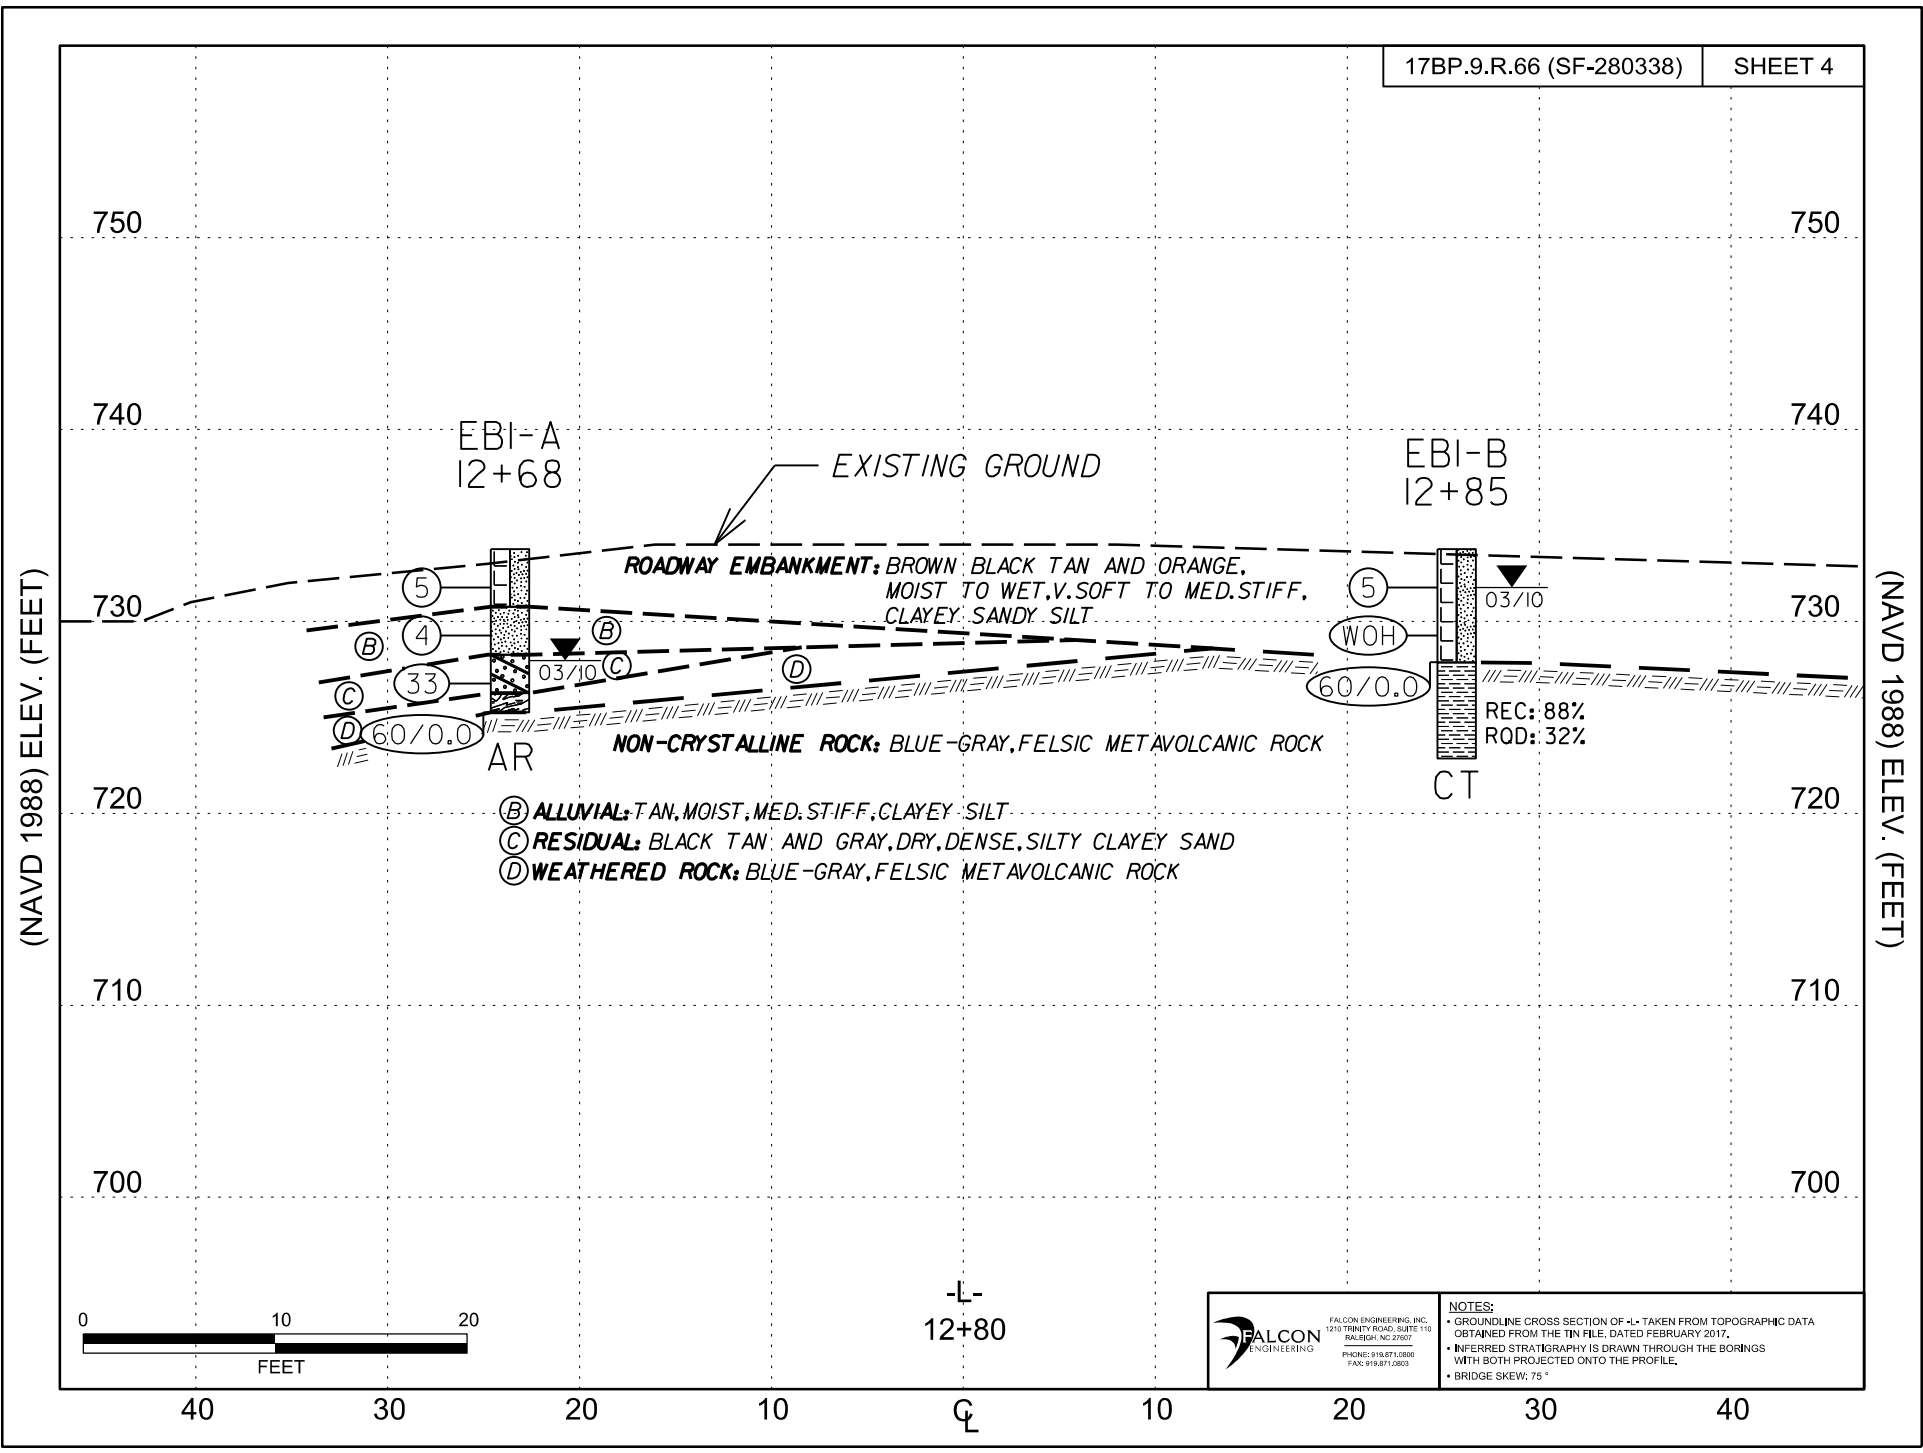 17BP.9.R.66 (SF-280338) SHEET 4
750 750
740 740
EB1-A
12+68
EXISTING GROUND
EB1-B
12+85
ROADWAY EMBANKMENT: BROWN BLACK TAN AND ORANGE,
MOIST TO WET, V. SOFT TO MED. STIFF,
CLAYEY SANDY SILT
5 5
03/10
730 730
4 B B WOH
33 03/10 C D
C
60/0.0
D 60/0.0
REC: 88%
RQD: 32%
NON-CRYSTALLINE ROCK: BLUE-GRAY, FELSIC METAVOLCANIC ROCK
AR
CT
720 720
B ALLUVIAL: TAN, MOIST, MED. STIFF, CLAYEY SILT
C RESIDUAL: BLACK TAN AND GRAY, DRY, DENSE, SILTY CLAYEY SAND
D WEATHERED ROCK: BLUE-GRAY, FELSIC METAVOLCANIC ROCK
(NAVD 1988) ELEV. (FEET)
(NAVD 1988) ELEV. (FEET)
710 710
700 700
-L-
12+80
0 10 20
FEET
FALCON
ENGINEERING
FALCON ENGINEERING, INC.
1210 TRINITY ROAD, SUITE 110
RALEIGH, NC 27607
PHONE: 919.871.0800
FAX: 919.871.0803
NOTES:
• GROUNDLINE CROSS SECTION OF -L- TAKEN FROM TOPOGRAPHIC DATA
OBTAINED FROM THE TIN FILE, DATED FEBRUARY 2017.
• INFERRED STRATIGRAPHY IS DRAWN THROUGH THE BORINGS
WITH BOTH PROJECTED ONTO THE PROFILE.
• BRIDGE SKEW: 75 °
40 30 20 10 ℄ 10 20 30 40